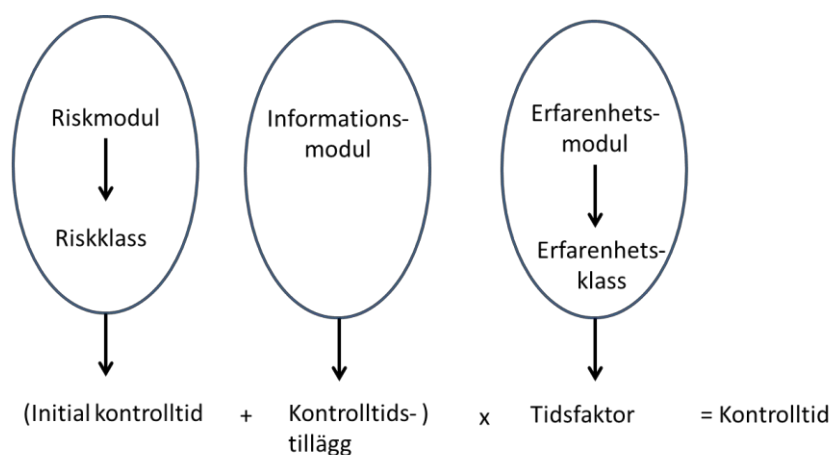 Riskmodul
Riskklass
Informations-
modul
Erfarenhets-
modul
Erfarenhets-
klass
(Initial kontrolltid + Kontrolltids- ) x Tidsfaktor = Kontrolltid
tillägg